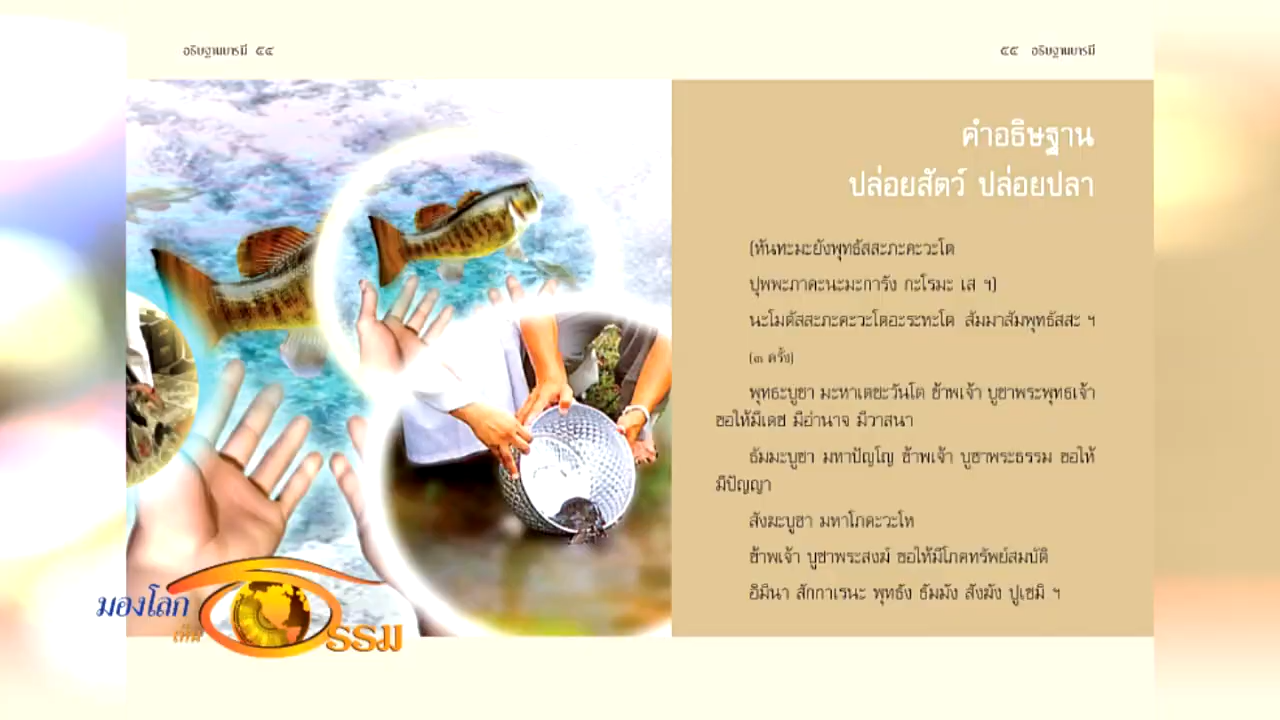 อธิษฐานบารมี ๕๔
๕๕ อธิษฐานบารมี
คำอธิษฐาน
ปล่อยสัตว์ ปล่อยปลา
(หันทะมะยังพุทธัสสะภะคะวะโต
ปุพพะภาคะนะมะการัง กะโรมะ เส ฯ)
นะโมตัสสะภะคะวะโตอะระหะโต สัมมาสัมพุทธัสสะ ฯ
(๓ ครั้ง)
พุทธะบูชา มะหาเตชะวันโต ข้าพเจ้า บูชาพระพุทธเจ้า
ขอให้มีเดช มีอำนาจ มีวาสนา
ธัมมะบูชา มหาปัญโญ ข้าพเจ้า บูชาพระธรรม ขอให้
มีปัญญา
สังฆะบูชา มหาโภคะวะโห
ข้าพเจ้า บูชาพระสงฆ์ ขอให้มีโภคทรัพย์สมบัติ
อิมินา สักกาเรนะ พุทธัง ธัมมัง สังฆัง ปูเชมิ ฯ
มองโลก
เห็นธรรม